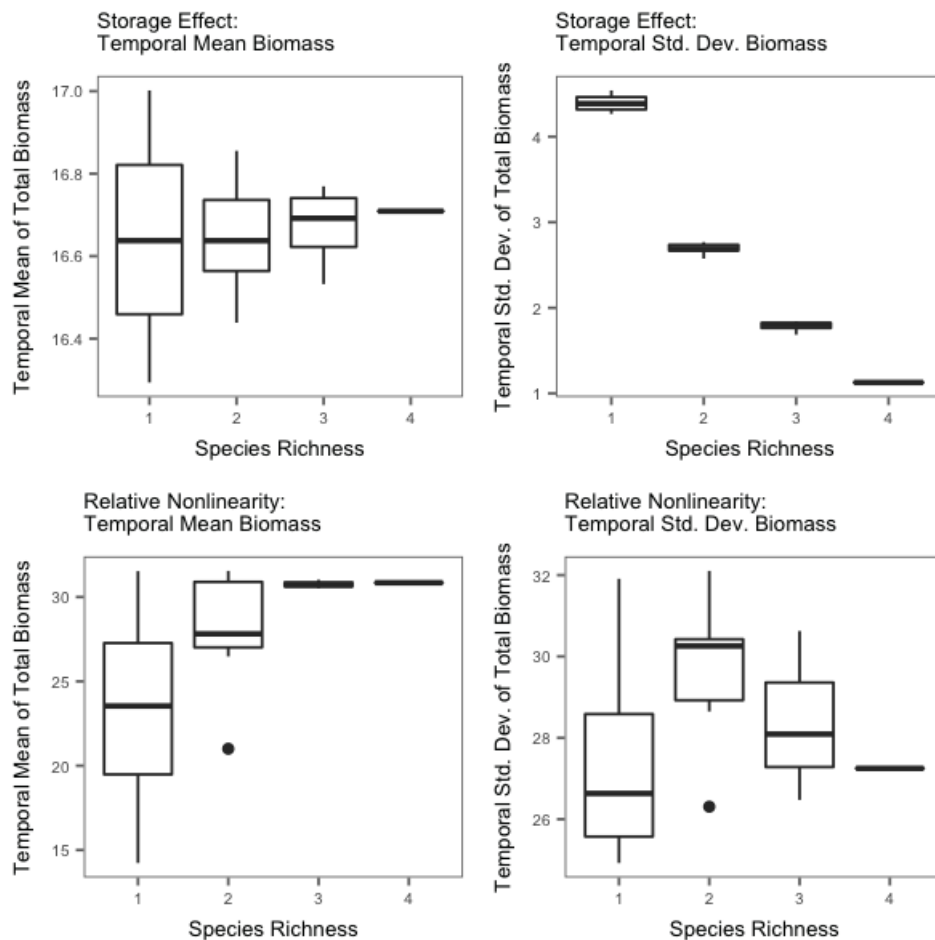 Storage Effect:
Temporal Mean Biomass
Temporal Mean of Total Biomass
17.0
16.8
16.6
16.4
1 2 3 4
Species Richness
Storage Effect:
Temporal Std. Dev. Biomass
Temporal Std. Dev. of Total Biomass
4
3
2
1
1 2 3 4
Species Richness
Relative Nonlinearity:
Temporal Mean Biomass
Temporal Mean of Total Biomass
30
25
20
15
1 2 3 4
Species Richness
Relative Nonlinearity:
Temporal Std. Dev. Biomass
Temporal Std. Dev. of Total Biomass
32
30
28
26
1 2 3 4
Species Richness